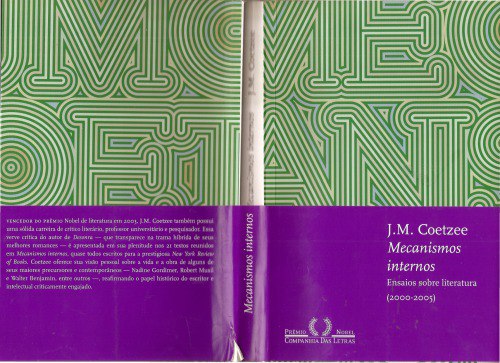 VENCEDOR DO PRÊMIO Nobel de literatura em 2003, J.M. Coetzee também possui
uma sólida carreira de crítico literário, professor universitário e pesquisador. Essa
verve crítica do autor de Desonra — que transparece na trama híbrida de seus
melhores romances — é apresentada em sua plenitude nos 21 textos reunidos
em Mecanismos internos, quase todos escritos para a prestigiosa New York Review
of Books. Coetzee oferece sua visão pessoal sobre a vida e a obra de alguns de
seus maiores precursores e contemporâneos — Nadine Gordimer, Robert Musil
e Walter Benjamin, entre outros —, reafirmando o papel histórico do escritor e
intelectual criticamente engajado.
J.M. Coetzee
Mecanismos internos
J.M. Coetzee
Mecanismos
internos
Ensaios sobre literatura
(2000-2005)
PRÊMIO NOBEL
COMPANHIA DAS LETRAS